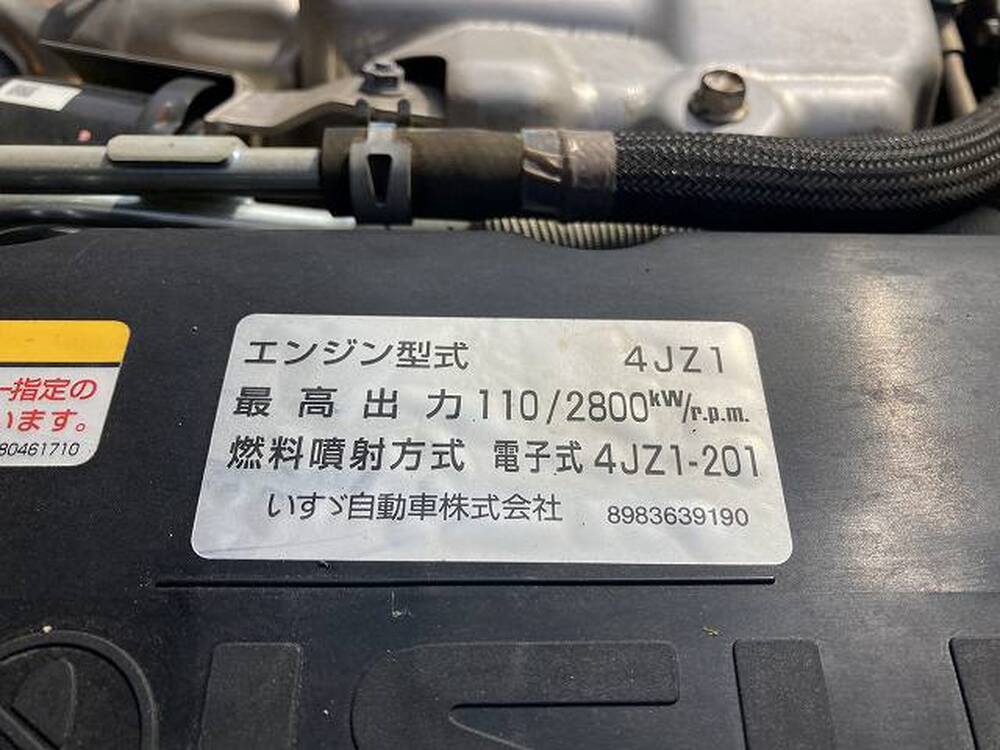 エンジン型式 4JZ1
最高出力 110/2800kW/r.p.m.
燃料噴射方式 電子式 4JZ1-201
いすゞ自動車株式会社 8983639190
指定の
います。
80461710